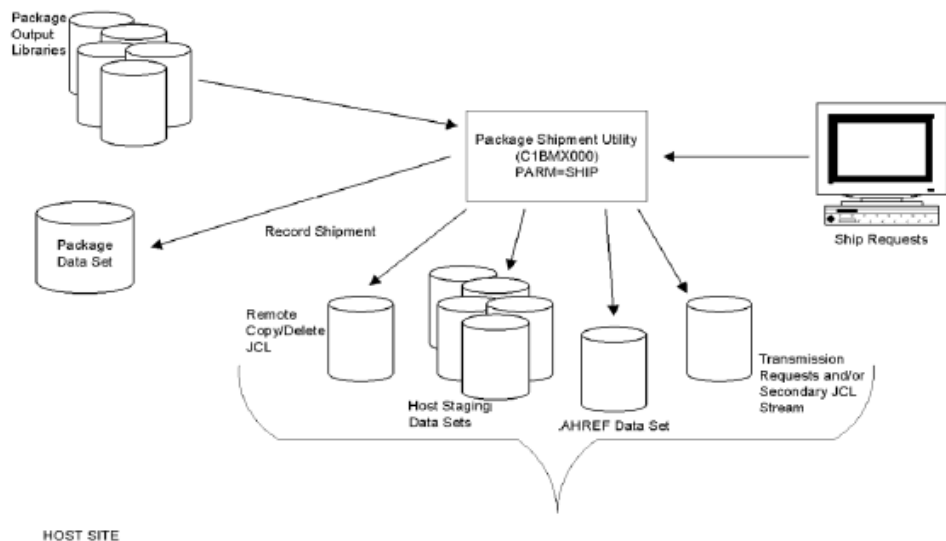 Package
Output
Libraries
Package Shipment Utility
(C1BMX000)
PARM=SHIP
Ship Requests
Package
Data Set
Record Shipment
Remote
Copy/Delete
JCL
Host Staging
Data Sets
.AHREF Data Set
Transmission
Requests and/or
Secondary JCL
Stream
HOST SITE